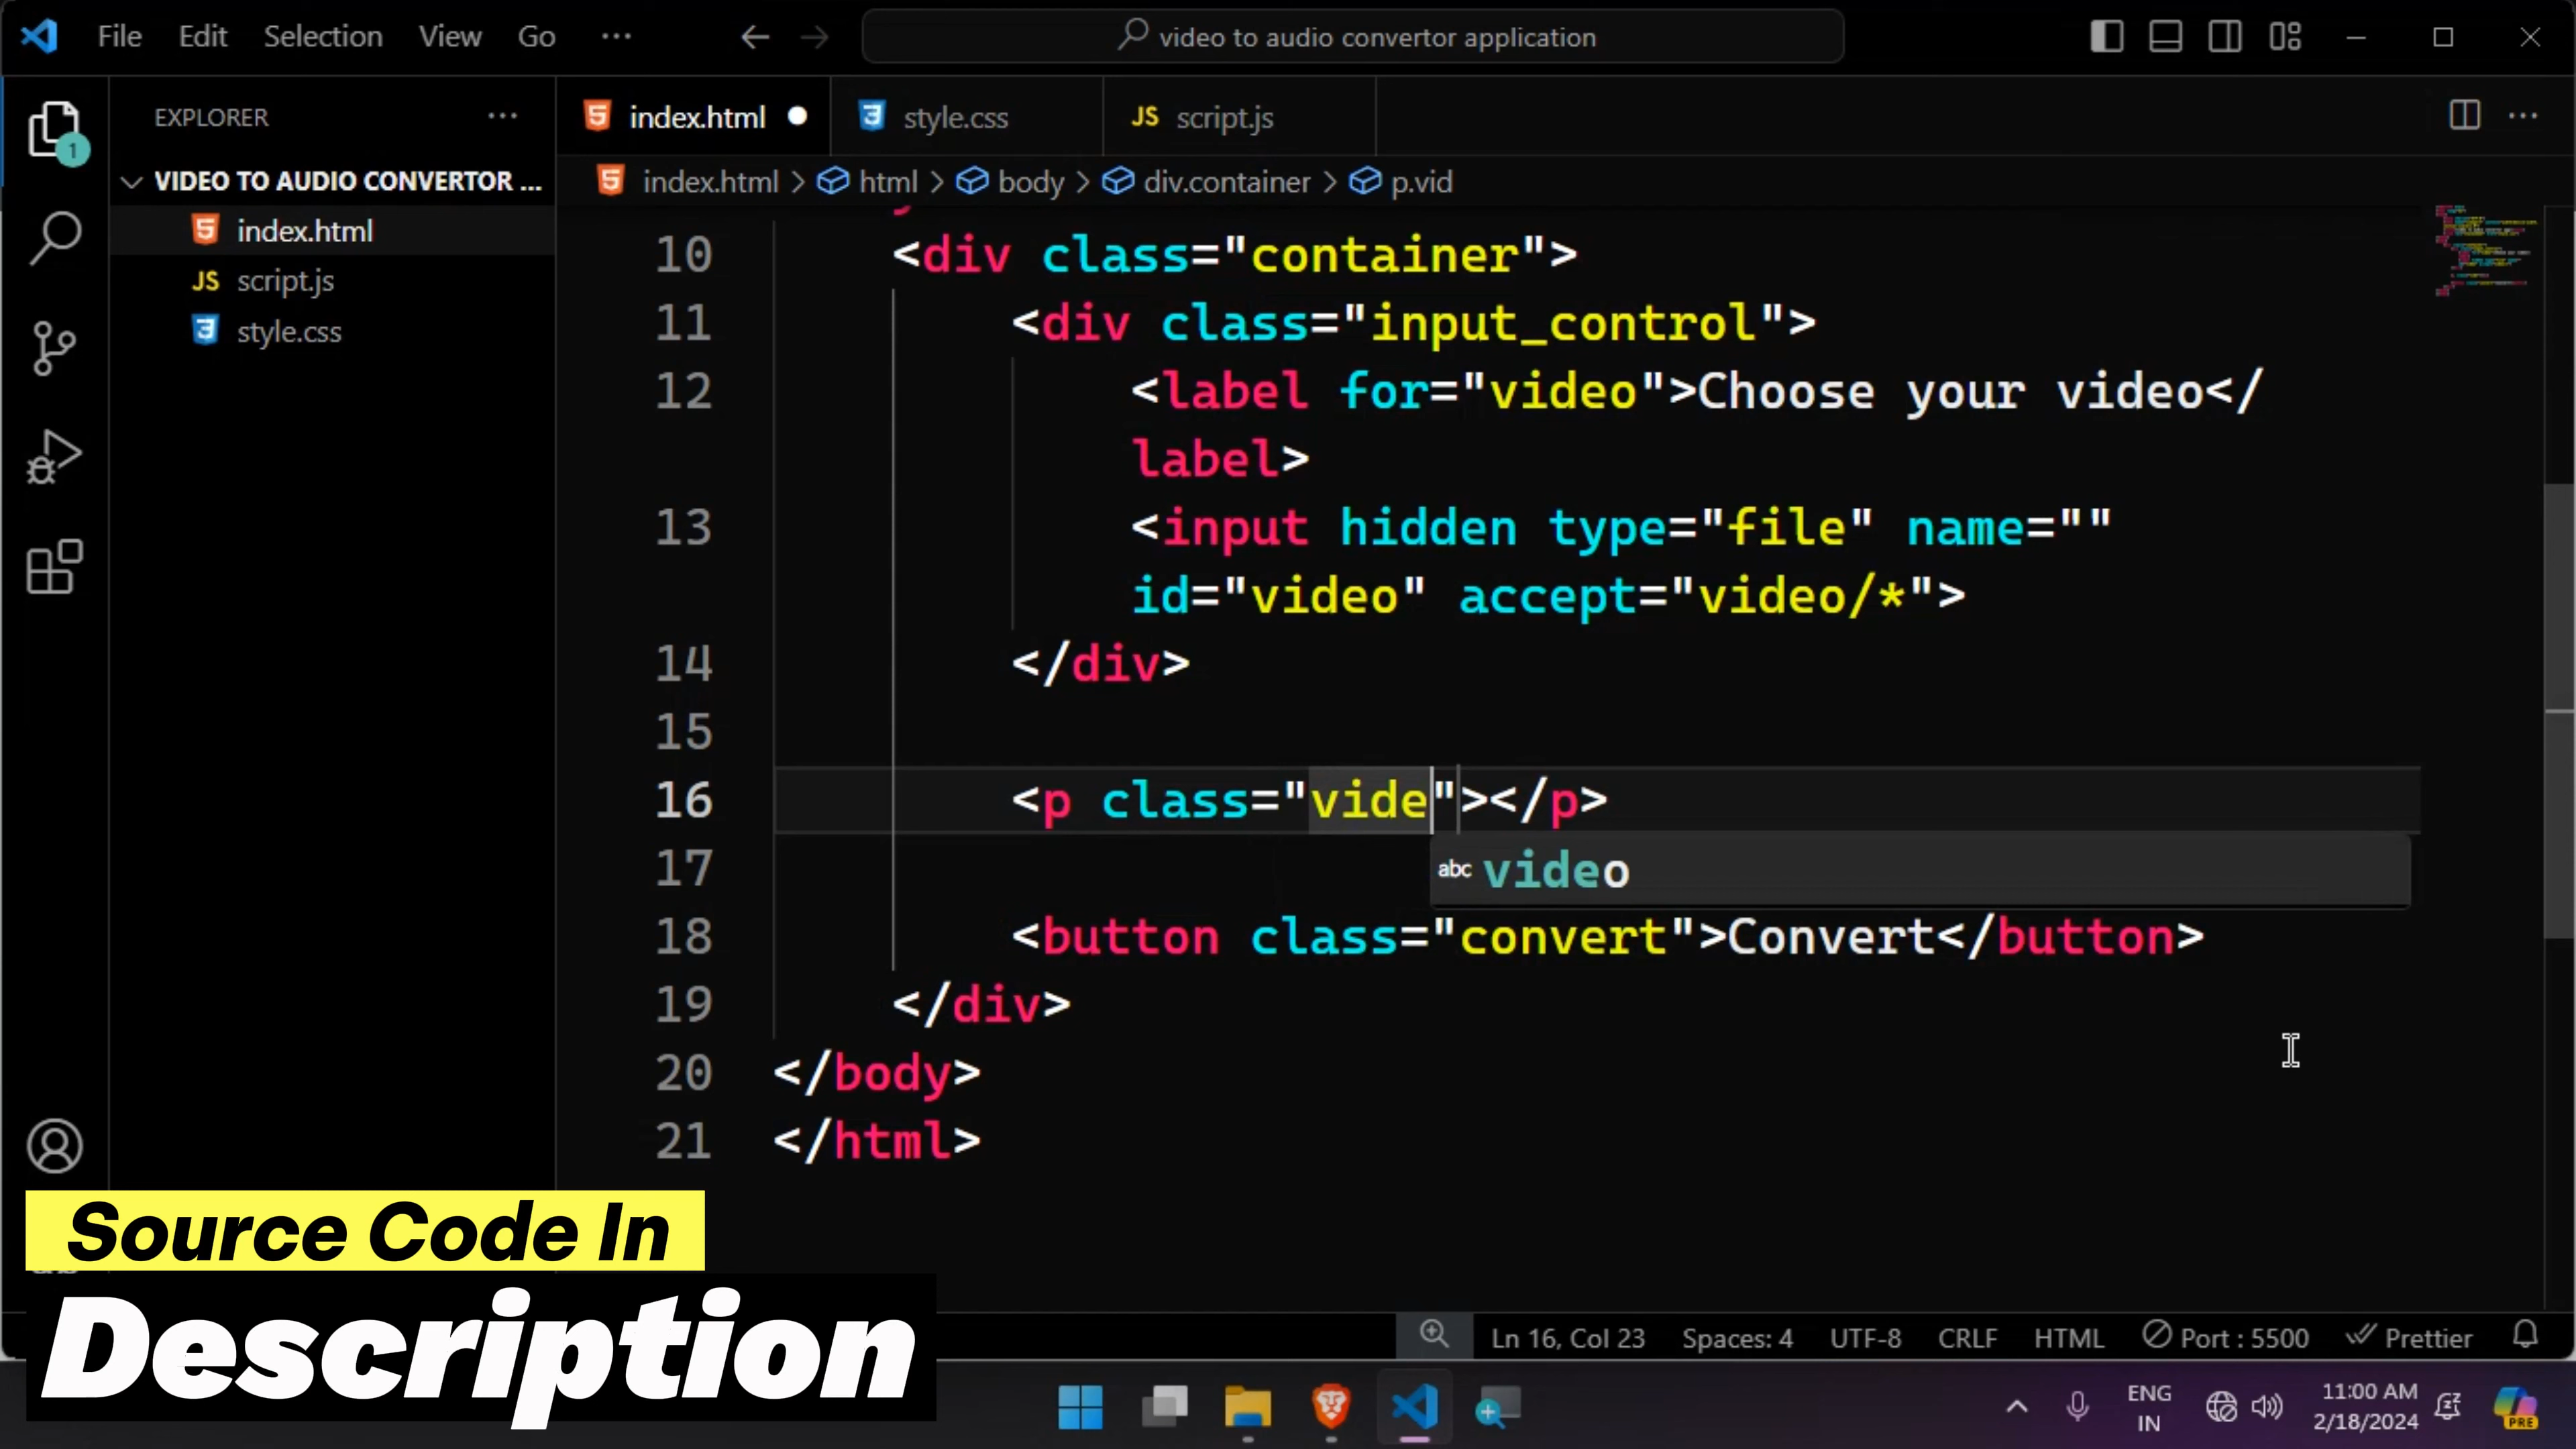 File Edit Selection View Go ...
video to audio convertor application
EXPLORER ...
1
VIDEO TO AUDIO CONVERTOR ...
index.html
script.js
style.css
index.html
style.css
JS script.js
index.html > html > body > div.container > p.vid
10 <div class="container">
11 <div class="input_control">
12 <label for="video">Choose your video</
label>
13 <input hidden type="file" name=""
id="video" accept="video/*">
14 </div>
15
16 <p class="vide"></p>
abc video
17
18 <button class="convert">Convert</button>
19 </div>
20 </body>
21 </html>
Source Code In
Description
Ln 16, Col 23 Spaces: 4 UTF-8 CRLF HTML Port : 5500 Prettier
ENG
IN
11:00 AM
2/18/2024
PRE